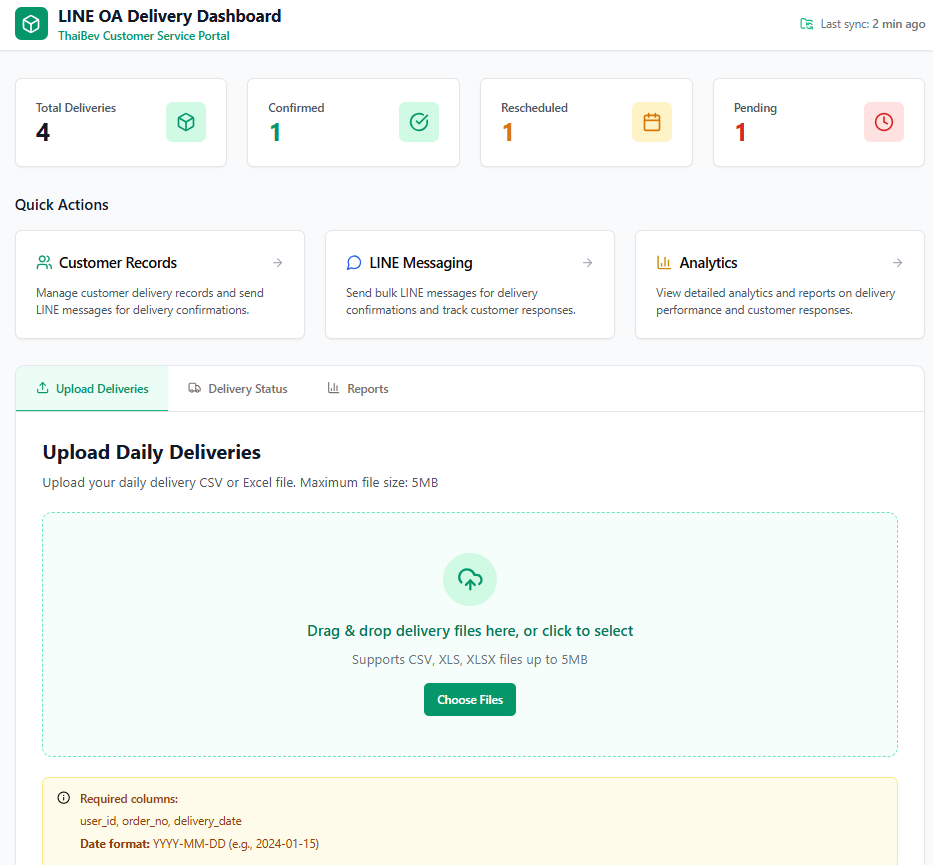 LINE OA Delivery Dashboard
ThaiBev Customer Service Portal
Last sync: 2 min ago
Total Deliveries
4
Confirmed
1
Rescheduled
1
Pending
1
Quick Actions
Customer Records
Manage customer delivery records and send
LINE messages for delivery confirmations.
LINE Messaging
Send bulk LINE messages for delivery
confirmations and track customer responses.
Analytics
View detailed analytics and reports on delivery
performance and customer responses.
Upload Deliveries
Delivery Status
Reports
Upload Daily Deliveries
Upload your daily delivery CSV or Excel file. Maximum file size: 5MB
Drag & drop delivery files here, or click to select
Supports CSV, XLS, XLSX files up to 5MB
Choose Files
Required columns:
user_id, order_no, delivery_date
Date format: YYYY-MM-DD (e.g., 2024-01-15)